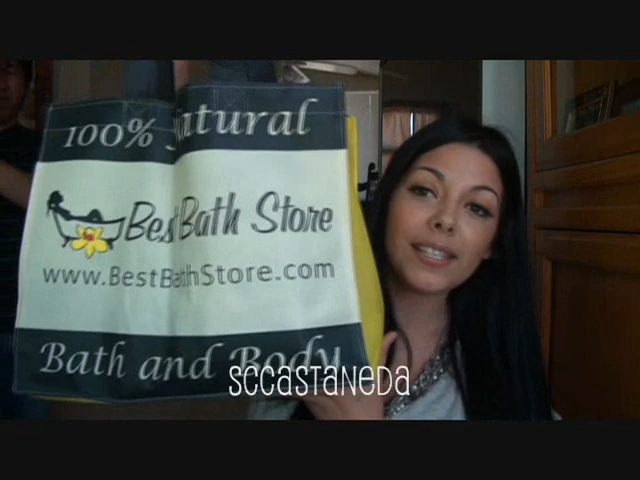 100% Natural
Best Bath Store
www.BestBathStore.com
Bath and Body
sccastaneda